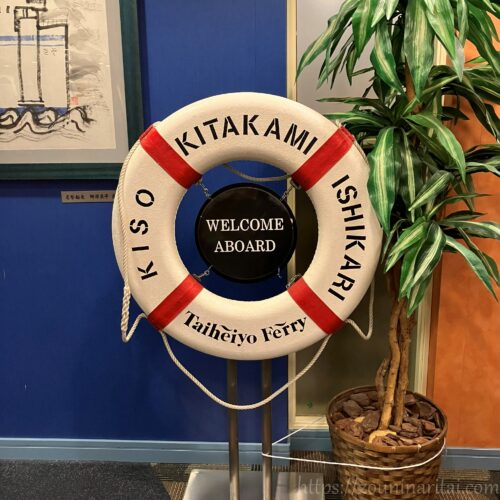 KISO
KITAKAMI
ISHIKARI
WELCOME
ABOARD
Taiheiyo Ferry